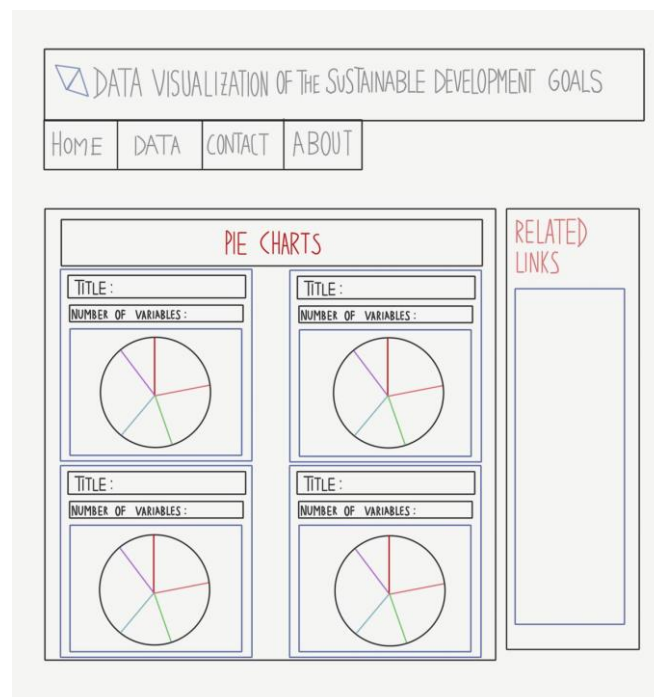 DATA VISUALIZATION OF THE SUSTAINABLE DEVELOPMENT GOALS
HOME DATA CONTACT ABOUT
PIE CHARTS
TITLE :
NUMBER OF VARIABLES :
TITLE :
NUMBER OF VARIABLES :
TITLE :
NUMBER OF VARIABLES :
TITLE :
NUMBER OF VARIABLES :
RELATED
LINKS